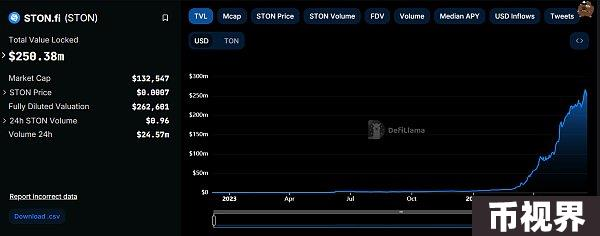 STON.fi (STON)
Total Value Locked
$250.38m
Market Cap $132,547
STON Price $0.0007
Fully Diluted Valuation $262,601
24h STON Volume $0.96
Volume 24h $24.57m
Report incorrect data
Download .csv
TVL Mcap STON Price STON Volume FDV Volume Median APY USD Inflows Tweets
USD TON
$300m
$250m
$200m
$150m
$100m
$50m
$0
DefiLlama
2023 Apr Jul Oct
币视界